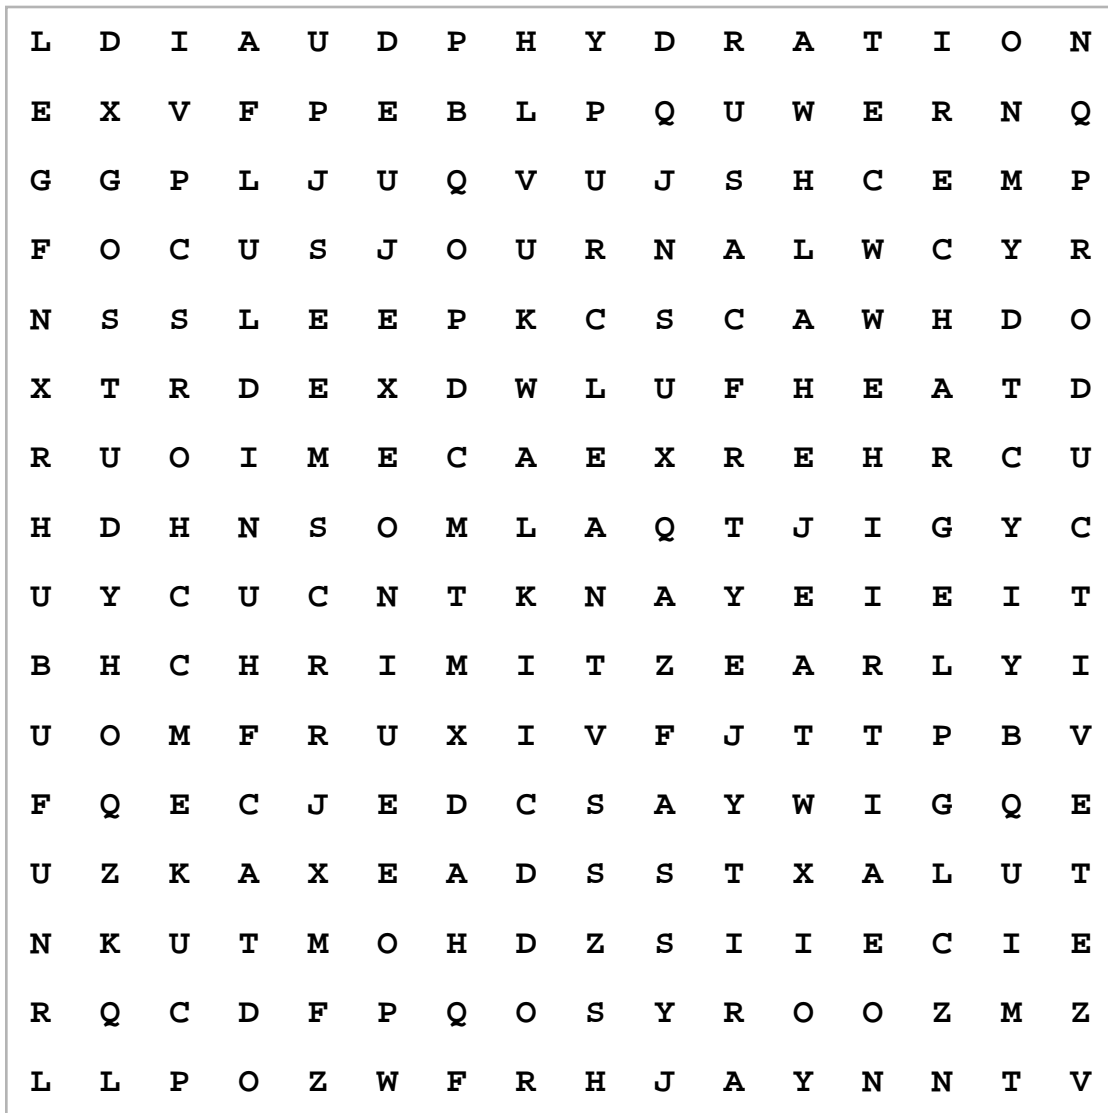 L D I A U D P H Y D R A T I O N
E X V F P E B L P Q U W E R N Q
G G P L J U Q V U J S H C E M P
F O C U S J O U R N A L W C Y R
N S S L E E P K C S C A W H D O
X T R D E X D W L U F H E A T D
R U O I M E C A E X R E H R C U
H D H N S O M L A Q T J I G Y C
U Y C U C N T K N A Y E I E I T
B H C H R I M I T Z E A R L Y I
U O M F R U X I V F J T T P B V
F Q E C J E D C S A Y W I G Q E
U Z K A X E A D S S T X A L U T
N K U T M O H D Z S I I E C I E
R Q C D F P Q O S Y R O O Z M Z
L L P O Z W F R H J A Y N N T V